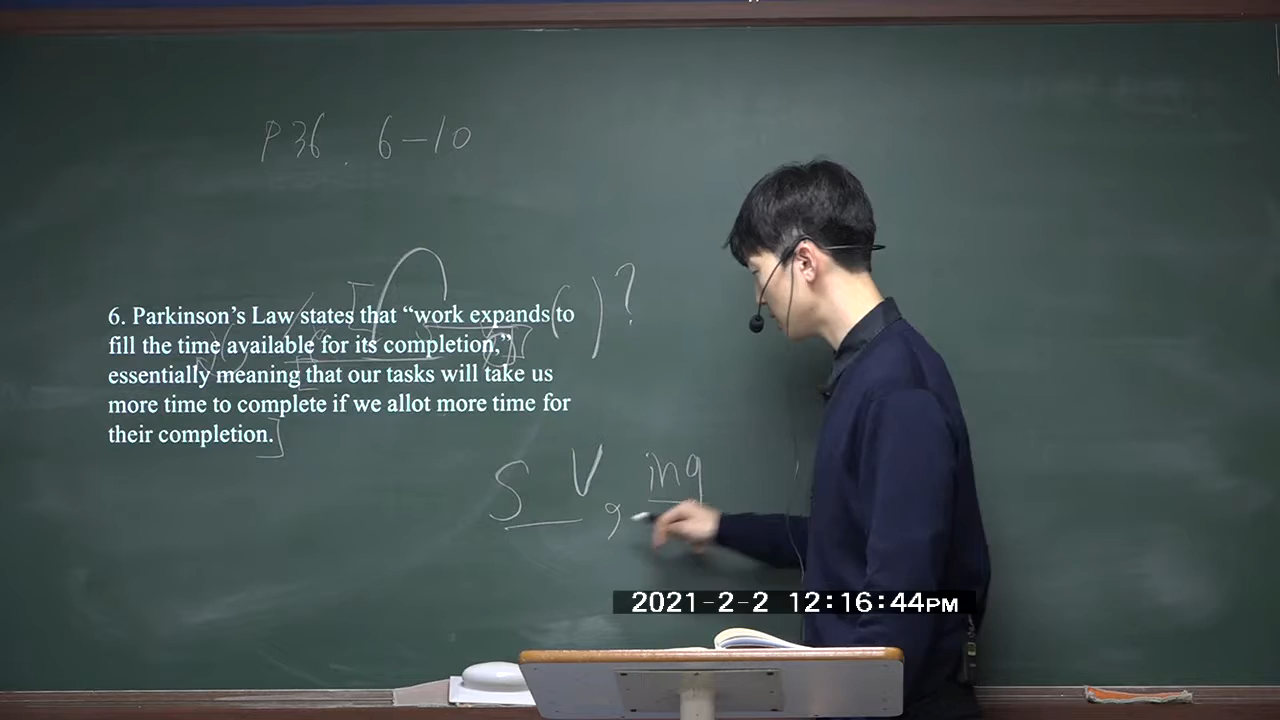 P36. 6-10
( )?
6. Parkinson’s Law states that “work expands to
fill the time available for its completion,”
essentially meaning that our tasks will take us
more time to complete if we allot more time for
their completion.
S V, ing
2021-2-2 12:16:44PM